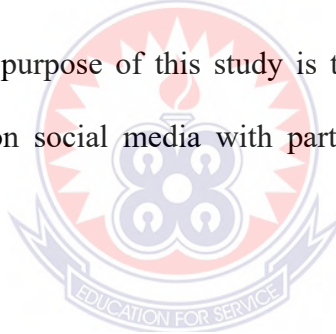 purpose of this study is t
on social media with part
EDUCATION FOR SERVICE